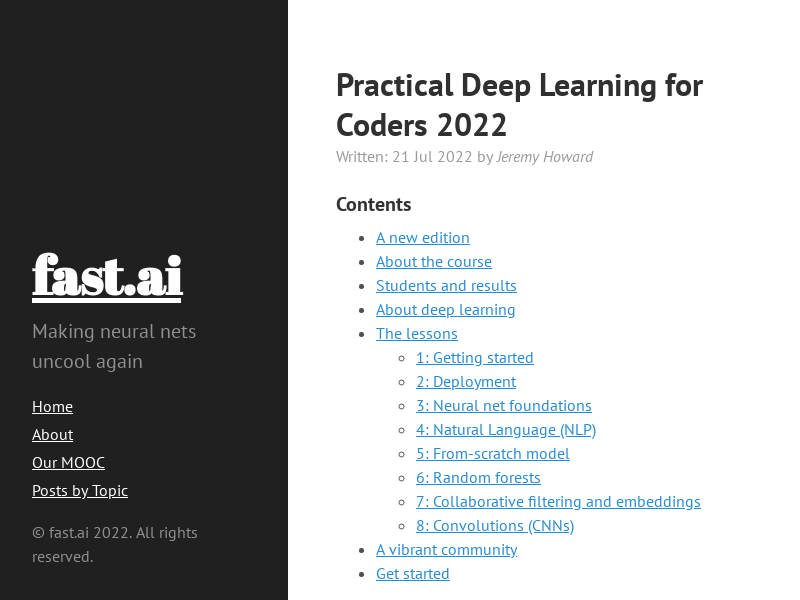 fast.ai
Making neural nets
uncool again
Home
About
Our MOOC
Posts by Topic
© fast.ai 2022. All rights
reserved.
Practical Deep Learning for
Coders 2022
Written: 21 Jul 2022 by Jeremy Howard
Contents
A new edition
About the course
Students and results
About deep learning
The lessons
1: Getting started
2: Deployment
3: Neural net foundations
4: Natural Language (NLP)
5: From-scratch model
6: Random forests
7: Collaborative filtering and embeddings
8: Convolutions (CNNs)
A vibrant community
Get started